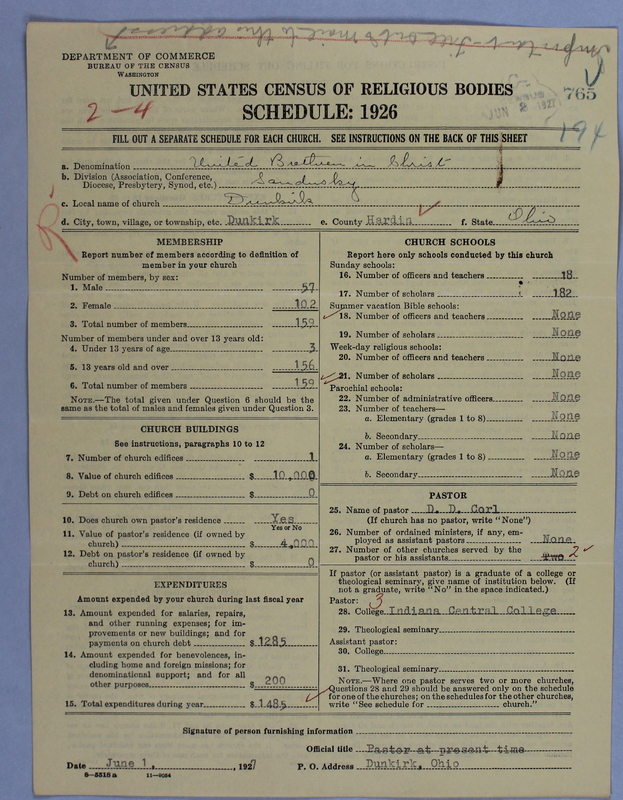 Important - Fill out & mail to this address
DEPARTMENT OF COMMERCE
BUREAU OF THE CENSUS
WASHINGTON
UNITED STATES CENSUS OF RELIGIOUS BODIES
SCHEDULE: 1926
2-4
JUN 2 1927
765
194
FILL OUT A SEPARATE SCHEDULE FOR EACH CHURCH. SEE INSTRUCTIONS ON THE BACK OF THIS SHEET
a. Denomination United Brethren in Christ
b. Division (Association, Conference,
Diocese, Presbytery, Synod, etc.) Sandusky
c. Local name of church Dunkirk
d. City, town, village, or township, etc. Dunkirk e. County Hardin f. State Ohio
MEMBERSHIP
Report number of members according to definition of
member in your church
Number of members, by sex:
1. Male 57
2. Female 102
3. Total number of members 159
Number of members under and over 13 years old:
4. Under 13 years of age 3
5. 13 years old and over 156
6. Total number of members 159
NOTE.—The total given under Question 6 should be the
same as the total of males and females given under Question 3.
CHURCH BUILDINGS
See instructions, paragraphs 10 to 12
7. Number of church edifices 1
8. Value of church edifices $ 10,000
9. Debt on church edifices $ 0
10. Does church own pastor's residence Yes
Yes or No
11. Value of pastor's residence (if owned by
church) $ 4,000
12. Debt on pastor's residence (if owned by
church) $ 0
EXPENDITURES
Amount expended by your church during last fiscal year
13. Amount expended for salaries, repairs,
and other running expenses; for im-
provements or new buildings; and for
payments on church debt $ 1285
14. Amount expended for benevolences, in-
cluding home and foreign missions; for
denominational support; and for all
other purposes $ 200
15. Total expenditures during year $ 1485
CHURCH SCHOOLS
Report here only schools conducted by this church
Sunday schools:
16. Number of officers and teachers 18
17. Number of scholars 182
Summer vacation Bible schools:
18. Number of officers and teachers None
19. Number of scholars None
Week-day religious schools:
20. Number of officers and teachers None
21. Number of scholars None
Parochial schools:
22. Number of administrative officers None
23. Number of teachers—
a. Elementary (grades 1 to 8) None
b. Secondary None
24. Number of scholars—
a. Elementary (grades 1 to 8) None
b. Secondary None
PASTOR
25. Name of pastor D. D. Corl
(If church has no pastor, write "None")
26. Number of ordained ministers, if any, em-
ployed as assistant pastors None
27. Number of other churches served by the
pastor or his assistants Two 2
If pastor (or assistant pastor) is a graduate of a college or
theological seminary, give name of institution below. (If
not a graduate, write "No" in the space indicated.)
Pastor: 3
28. College Indiana Central College
29. Theological seminary
Assistant pastor:
30. College
31. Theological seminary
NOTE.—Where one pastor serves two or more churches,
Questions 28 and 29 should be answered only on the schedule
for one of the churches; on the schedules for the other churches,
write "See schedule for church."
Signature of person furnishing information
Official title Pastor at present time
Date June 1, , 1927 P. O. Address Dunkirk, Ohio
8-5518 a 11-9054